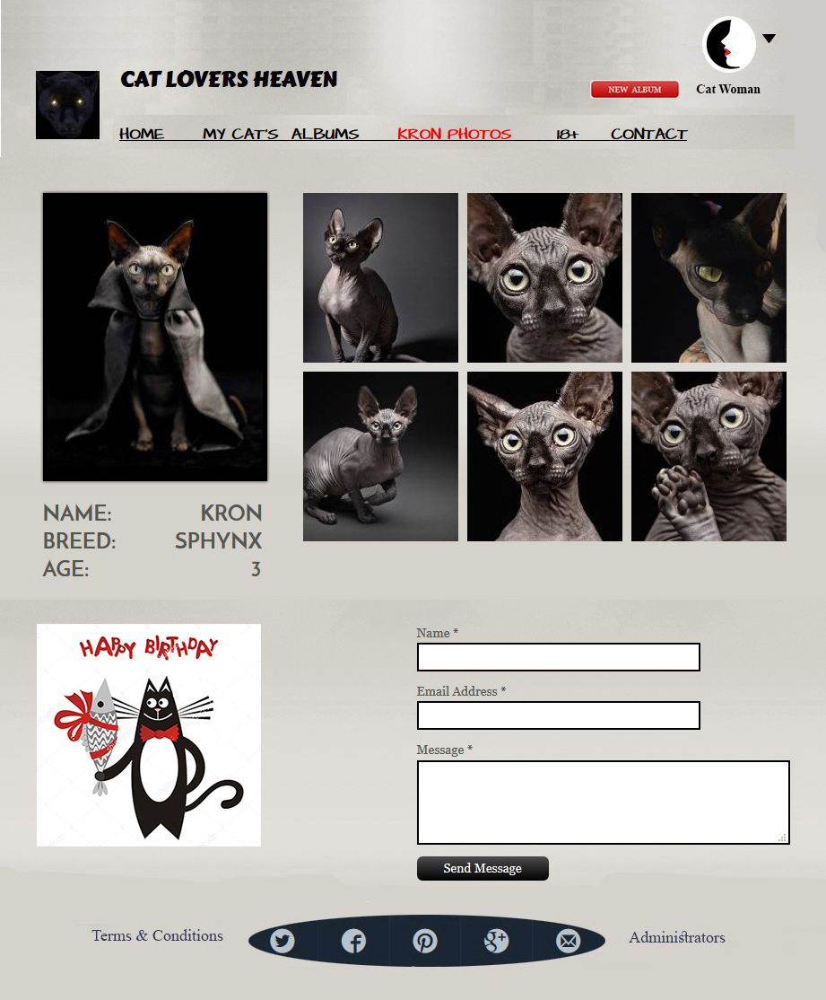 CAT LOVERS HEAVEN
NEW ALBUM
Cat Woman
HOME MY CAT'S ALBUMS KRON PHOTOS 18+ CONTACT
NAME: KRON
BREED: SPHYNX
AGE: 3
HAPPY BIRTHDAY
Name *
Email Address *
Message *
Send Message
Terms & Conditions
g+
Administrators